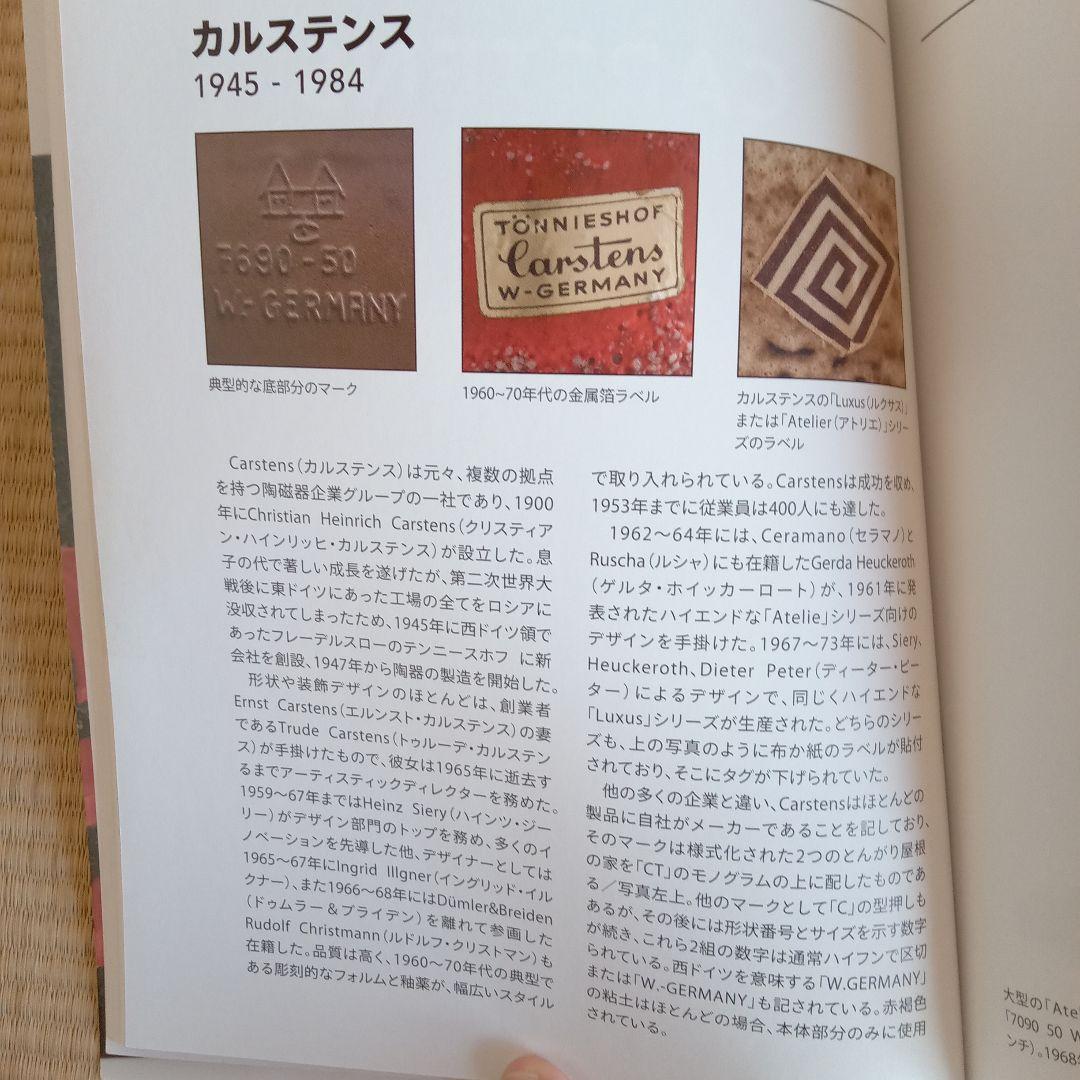 カルステンス
1945 - 1984
7690-50
W.-GERMANY
TÖNNIESHOF
Carstens
W-GERMANY
典型的な底部分のマーク
1960~70年代の金属箔ラベル
カルステンスの「Luxus（ルクサス）」
または「Atelier（アトリエ）」シリー
ズのラベル
Carstens（カルステンス）は元々、複数の拠点
を持つ陶磁器企業グループの一社であり、1900
年にChristian Heinrich Carstens（クリスティア
ン・ハインリッヒ・カルステンス）が設立した。息
子の代で著しい成長を遂げたが、第二次世界大
戦後に東ドイツにあった工場の全てをロシアに
没収されてしまったため、1945年に西ドイツ領で
あったフレーデルスローのテンニースホフ に新
会社を創設、1947年から陶器の製造を開始した。
形状や装飾デザインのほとんどは、創業者
Ernst Carstens（エルンスト・カルステンス）の妻
であるTrude Carstens（トゥルーデ・カルステン
ス）が手掛けたもので、彼女は1965年に逝去す
るまでアーティスティックディレクターを務めた。
1959〜67年まではHeinz Siery（ハインツ・ジー
リー）がデザイン部門のトップを務め、多くのイ
ノベーションを先導した他、デザイナーとしては
1965〜67年にIngrid Illgner（イングリッド・イル
クナー）、また1966〜68年にはDümler&Breiden
（ドゥムラー＆ブライデン）を離れて参画した
Rudolf Christmann（ルドルフ・クリストマン）も
在籍した。品質は高く、1960〜70年代の典型で
ある彫刻的なフォルムと釉薬が、幅広いスタイル
で取り入れられている。Carstensは成功を収め、
1953年までに従業員は400人にも達した。
1962〜64年には、Ceramano（セラマノ）と
Ruscha（ルシャ）にも在籍したGerda Heuckeroth
（ゲルタ・ホイッカーロート）が、1961年に発
表されたハイエンドな「Atelie」シリーズ向けの
デザインを手掛けた。1967〜73年には、Siery、
Heuckeroth、Dieter Peter（ディーター・ピー
ター）によるデザインで、同じくハイエンドな
「Luxus」シリーズが生産された。どちらのシリー
ズも、上の写真のように布か紙のラベルが貼付
されており、そこにタグが下げられていた。
他の多くの企業と違い、Carstensはほとんどの
製品に自社がメーカーであることを記しており、
そのマークは様式化された2つのとんがり屋根
の家を「CT」のモノグラムの上に配したものであ
る／写真左上。他のマークとして「C」の型押しも
あるが、その後には形状番号とサイズを示す数字
が続き、これら2組の数字は通常ハイフンで区切
られている。西ドイツを意味する「W.GERMANY」
または「W.-GERMANY」も記されている。赤褐色
の粘土はほとんどの場合、本体部分のみに使用
されている。
大型の「Ate
「7090 50 W
ンチ）。1968